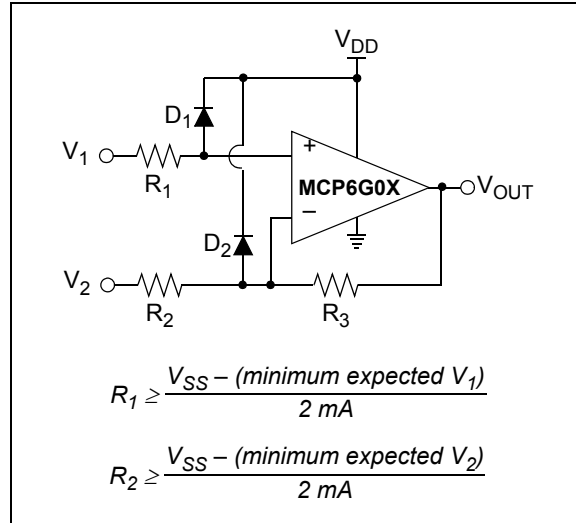 V_DD
D_1
V_1
R_1
+
MCP6G0X
−
V_OUT
D_2
V_2
R_2
R_3
R_1 ≥ V_SS – (minimum expected V_1) / 2 mA
R_2 ≥ V_SS – (minimum expected V_2) / 2 mA